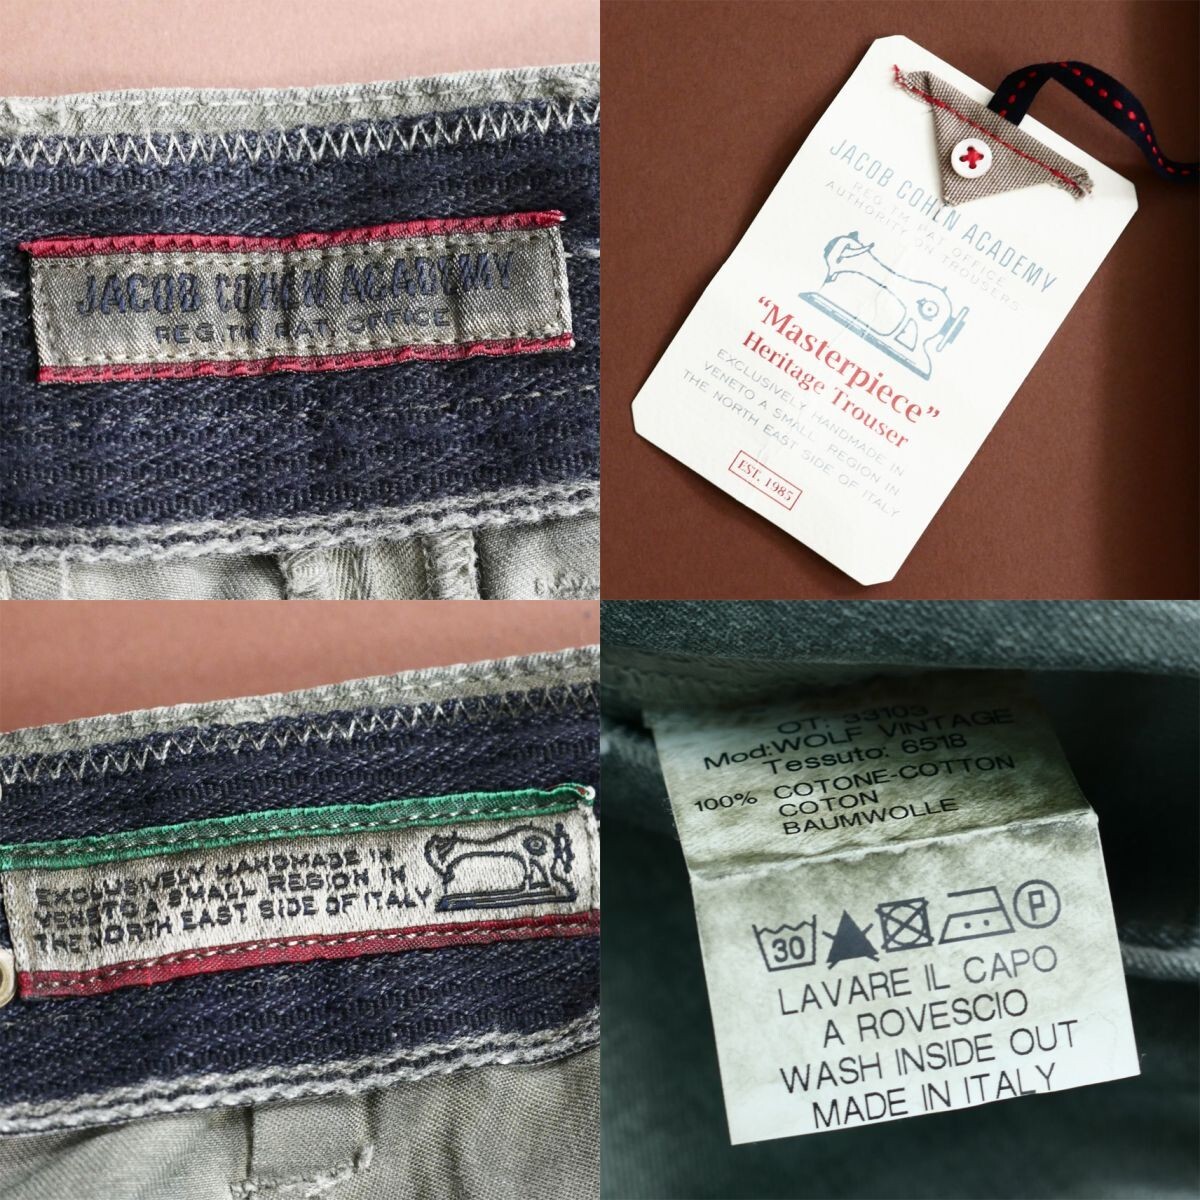 JACOB COHEN ACADEMY
REG.TM PAT. OFFICE
JACOB COHEN ACADEMY
REG.TM PAT. OFFICE
AUTHORITY ON TROUSERS
"Masterpiece"
Heritage Trouser
EXCLUSIVELY HANDMADE IN
VENETO A SMALL REGION IN
THE NORTH EAST SIDE OF ITALY
EST. 1985
EXCLUSIVELY HANDMADE IN
VENETO A SMALL REGION IN
THE NORTH EAST SIDE OF ITALY
OT: 33103
Mod:WOLF VINTAGE
Tessuto: 6518
100% COTONE-COTTON
COTON
BAUMWOLLE
30 P
LAVARE IL CAPO
A ROVESCIO
WASH INSIDE OUT
MADE IN ITALY